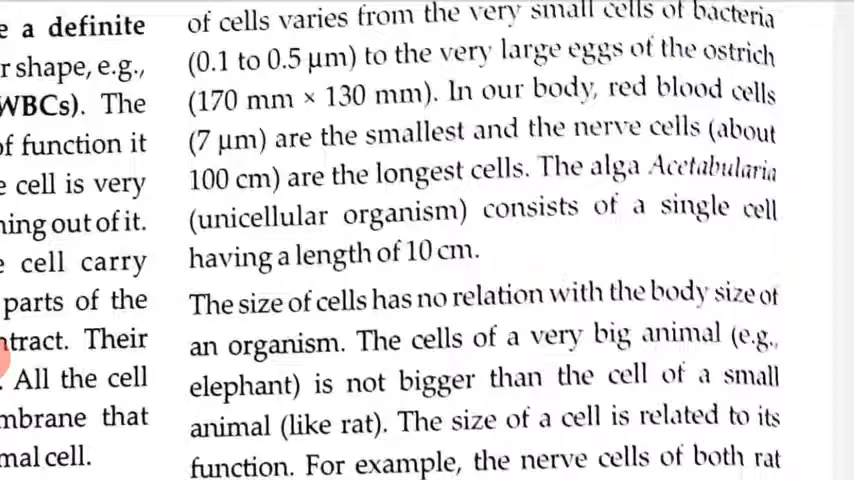 e a definite
r shape, e.g.,
WBCs). The
of function it
e cell is very
ning out of it.
e cell carry
parts of the
ntract. Their
. All the cell
mbrane that
mal cell.
of cells varies from the very small cells of bacteria
(0.1 to 0.5 µm) to the very large eggs of the ostrich
(170 mm × 130 mm). In our body, red blood cells
(7 µm) are the smallest and the nerve cells (about
100 cm) are the longest cells. The alga Acetabularia
(unicellular organism) consists of a single cell
having a length of 10 cm.
The size of cells has no relation with the body size of
an organism. The cells of a very big animal (e.g.,
elephant) is not bigger than the cell of a small
animal (like rat). The size of a cell is related to its
function. For example, the nerve cells of both rat